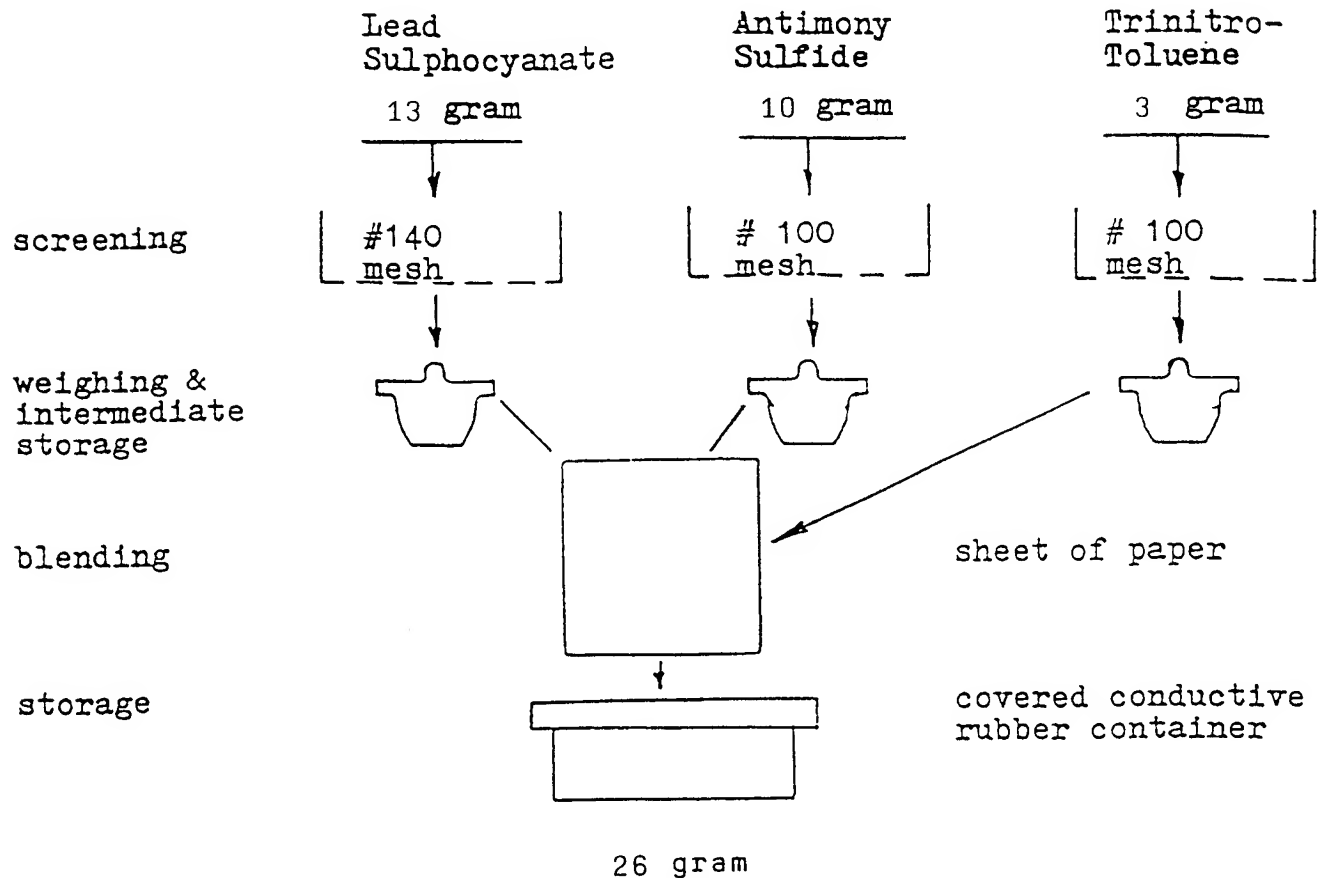 Lead
Sulphocyanate
Antimony
Sulfide
Trinitro-
Toluene
13 gram
10 gram
3 gram
screening
#140
mesh
# 100
mesh
# 100
mesh
weighing &
intermediate
storage
blending
sheet of paper
storage
covered conductive
rubber container
26 gram